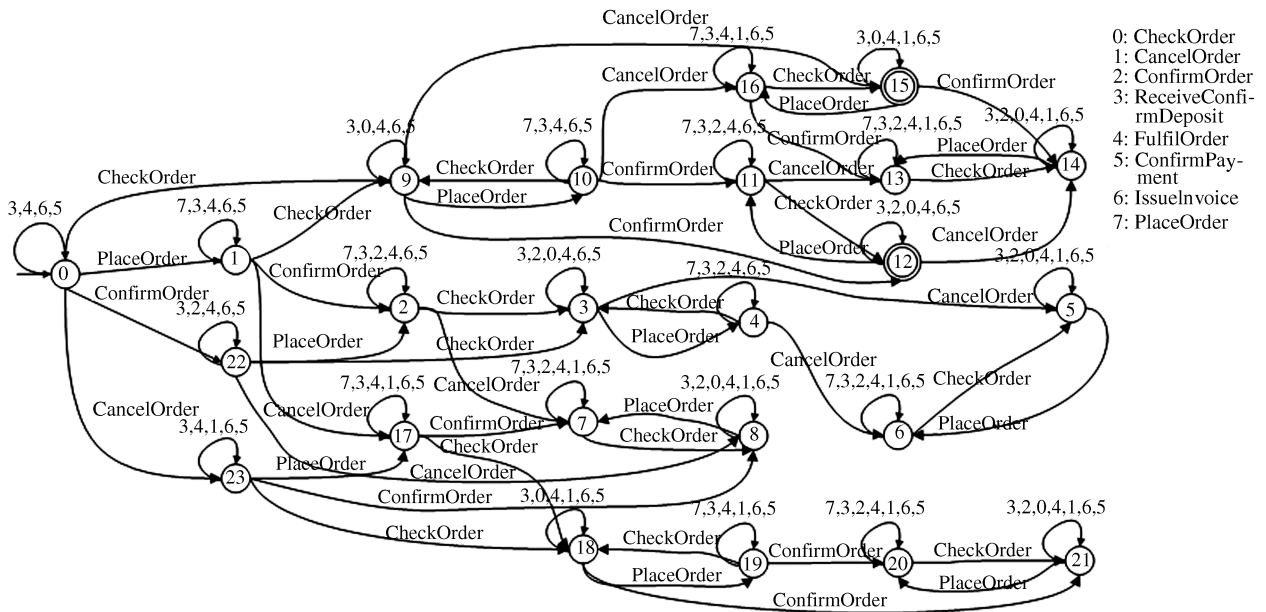 CancelOrder
7,3,4,1,6,5
3,0,4,1,6,5
0: CheckOrder
1: CancelOrder
2: ConfirmOrder
3: ReceiveConfi-
rmDeposit
4: FulfilOrder
5: ConfirmPay-
ment
6: IssueInvoice
7: PlaceOrder
CancelOrder
16
CheckOrder
15
ConfirmOrder
PlaceOrder
3,0,4,6,5
7,3,4,6,5
7,3,2,4,6,5
ConfirmOrder
7,3,2,4,1,6,5
3,2,0,4,1,6,5
PlaceOrder
CheckOrder
9
CheckOrder
10
ConfirmOrder
11
CancelOrder
13
CheckOrder
14
PlaceOrder
CheckOrder
3,4,6,5
7,3,4,6,5
CheckOrder
ConfirmOrder
3,2,0,4,6,5
PlaceOrder
CancelOrder
0
PlaceOrder
1
ConfirmOrder
7,3,2,4,6,5
3,2,0,4,6,5
7,3,2,4,6,5
12
3,2,0,4,1,6,5
ConfirmOrder
3,2,4,6,5
2
CheckOrder
3
CheckOrder
4
CancelOrder
5
PlaceOrder
22
PlaceOrder
CheckOrder
CancelOrder
7,3,4,1,6,5
CancelOrder
7,3,2,4,1,6,5
3,2,0,4,1,6,5
7,3,2,4,1,6,5
CheckOrder
CancelOrder
3,4,1,6,5
CancelOrder
17
ConfirmOrder
7
PlaceOrder
CheckOrder
8
6
PlaceOrder
CheckOrder
23
PlaceOrder
CancelOrder
ConfirmOrder
3,0,4,1,6,5
7,3,4,1,6,5
7,3,2,4,1,6,5
3,2,0,4,1,6,5
CheckOrder
18
CheckOrder
19
ConfirmOrder
20
CheckOrder
21
PlaceOrder
PlaceOrder
ConfirmOrder